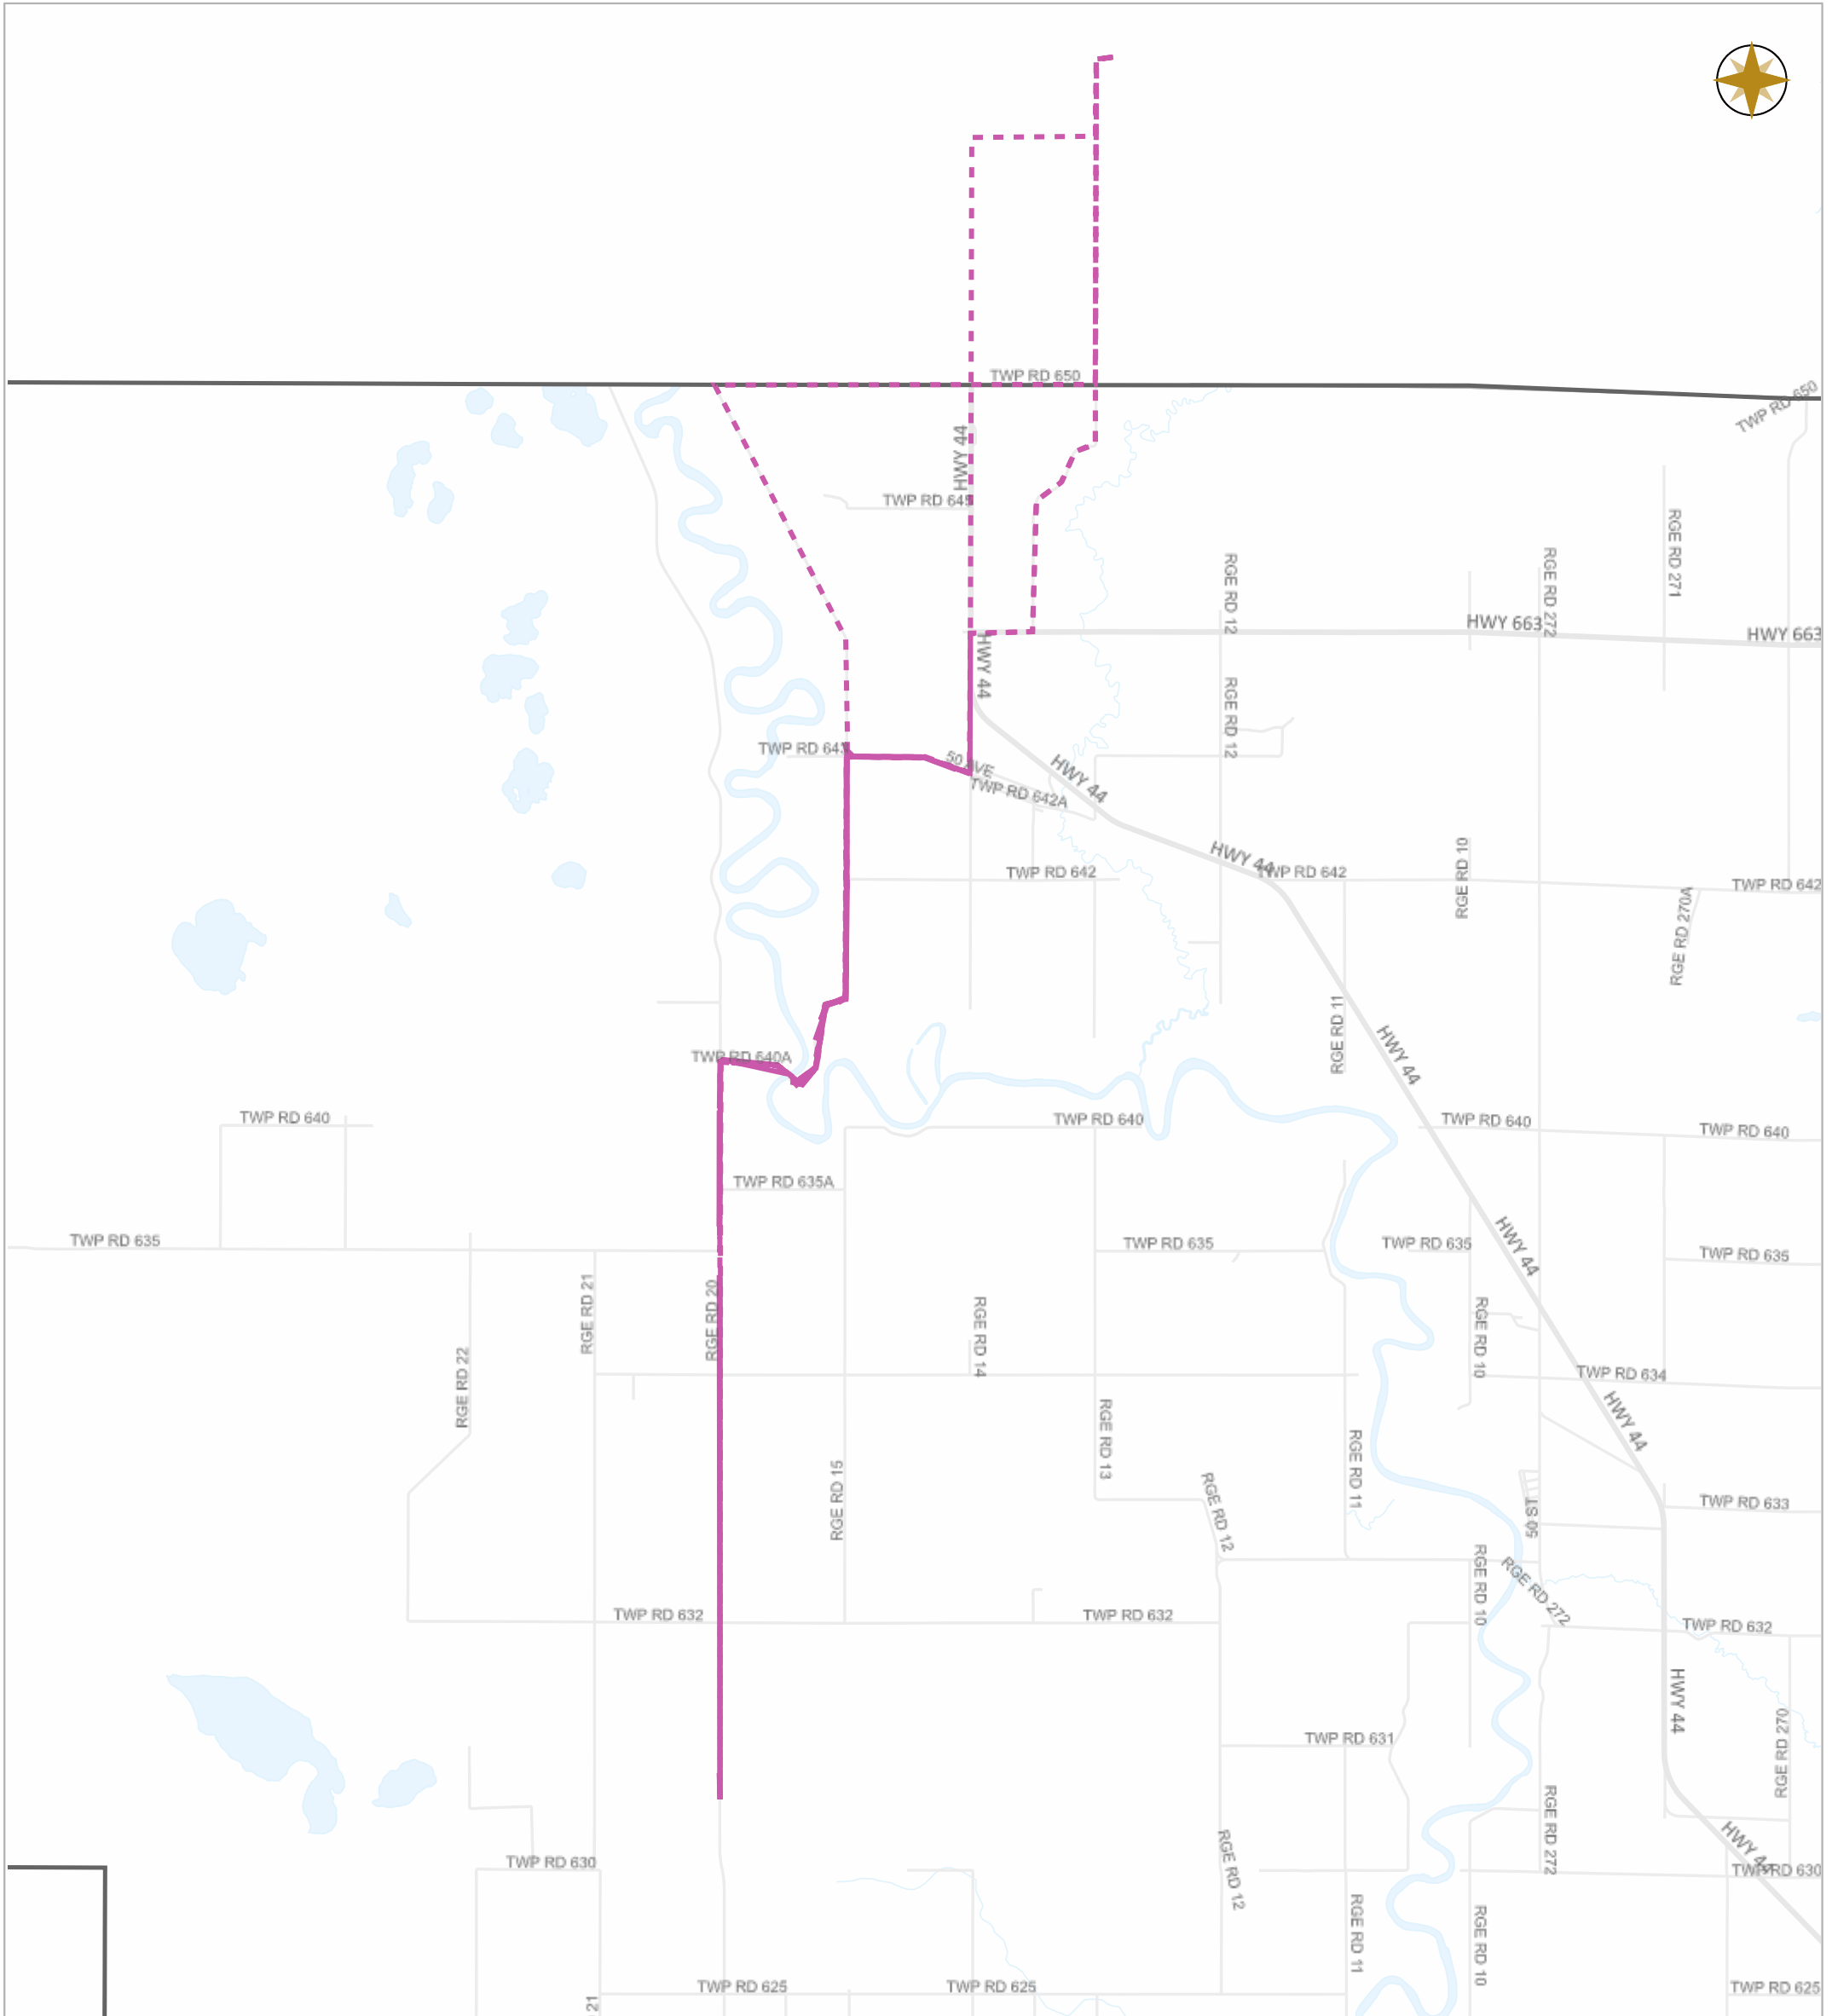 TWP RD 650
TWP RD 650
HWY 44
TWP RD 645
RGE RD 271
RGE RD 12
RGE RD 272
HWY 663
HWY 663
HWY 44
RGE RD 12
TWP RD 643
50 AVE
HWY 44
TWP RD 642A
HWY 44
TWP RD 642
TWP RD 642
RGE RD 10
TWP RD 642
RGE RD 270A
RGE RD 11
HWY 44
TWP RD 640A
TWP RD 640
TWP RD 640
TWP RD 640
TWP RD 640
TWP RD 635A
TWP RD 635
TWP RD 635
TWP RD 635
HWY 44
TWP RD 635
RGE RD 21
RGE RD 20
RGE RD 14
RGE RD 10
RGE RD 22
TWP RD 634
HWY 44
RGE RD 13
RGE RD 15
RGE RD 11
RGE RD 12
50 ST
TWP RD 633
RGE RD 10
RGE RD 272
TWP RD 632
TWP RD 632
TWP RD 632
HWY 44
RGE RD 270
TWP RD 631
RGE RD 272
HWY 44
RGE RD 12
TWP RD 630
TWP RD 630
RGE RD 11
RGE RD 10
TWP RD 625
TWP RD 625
TWP RD 625
21